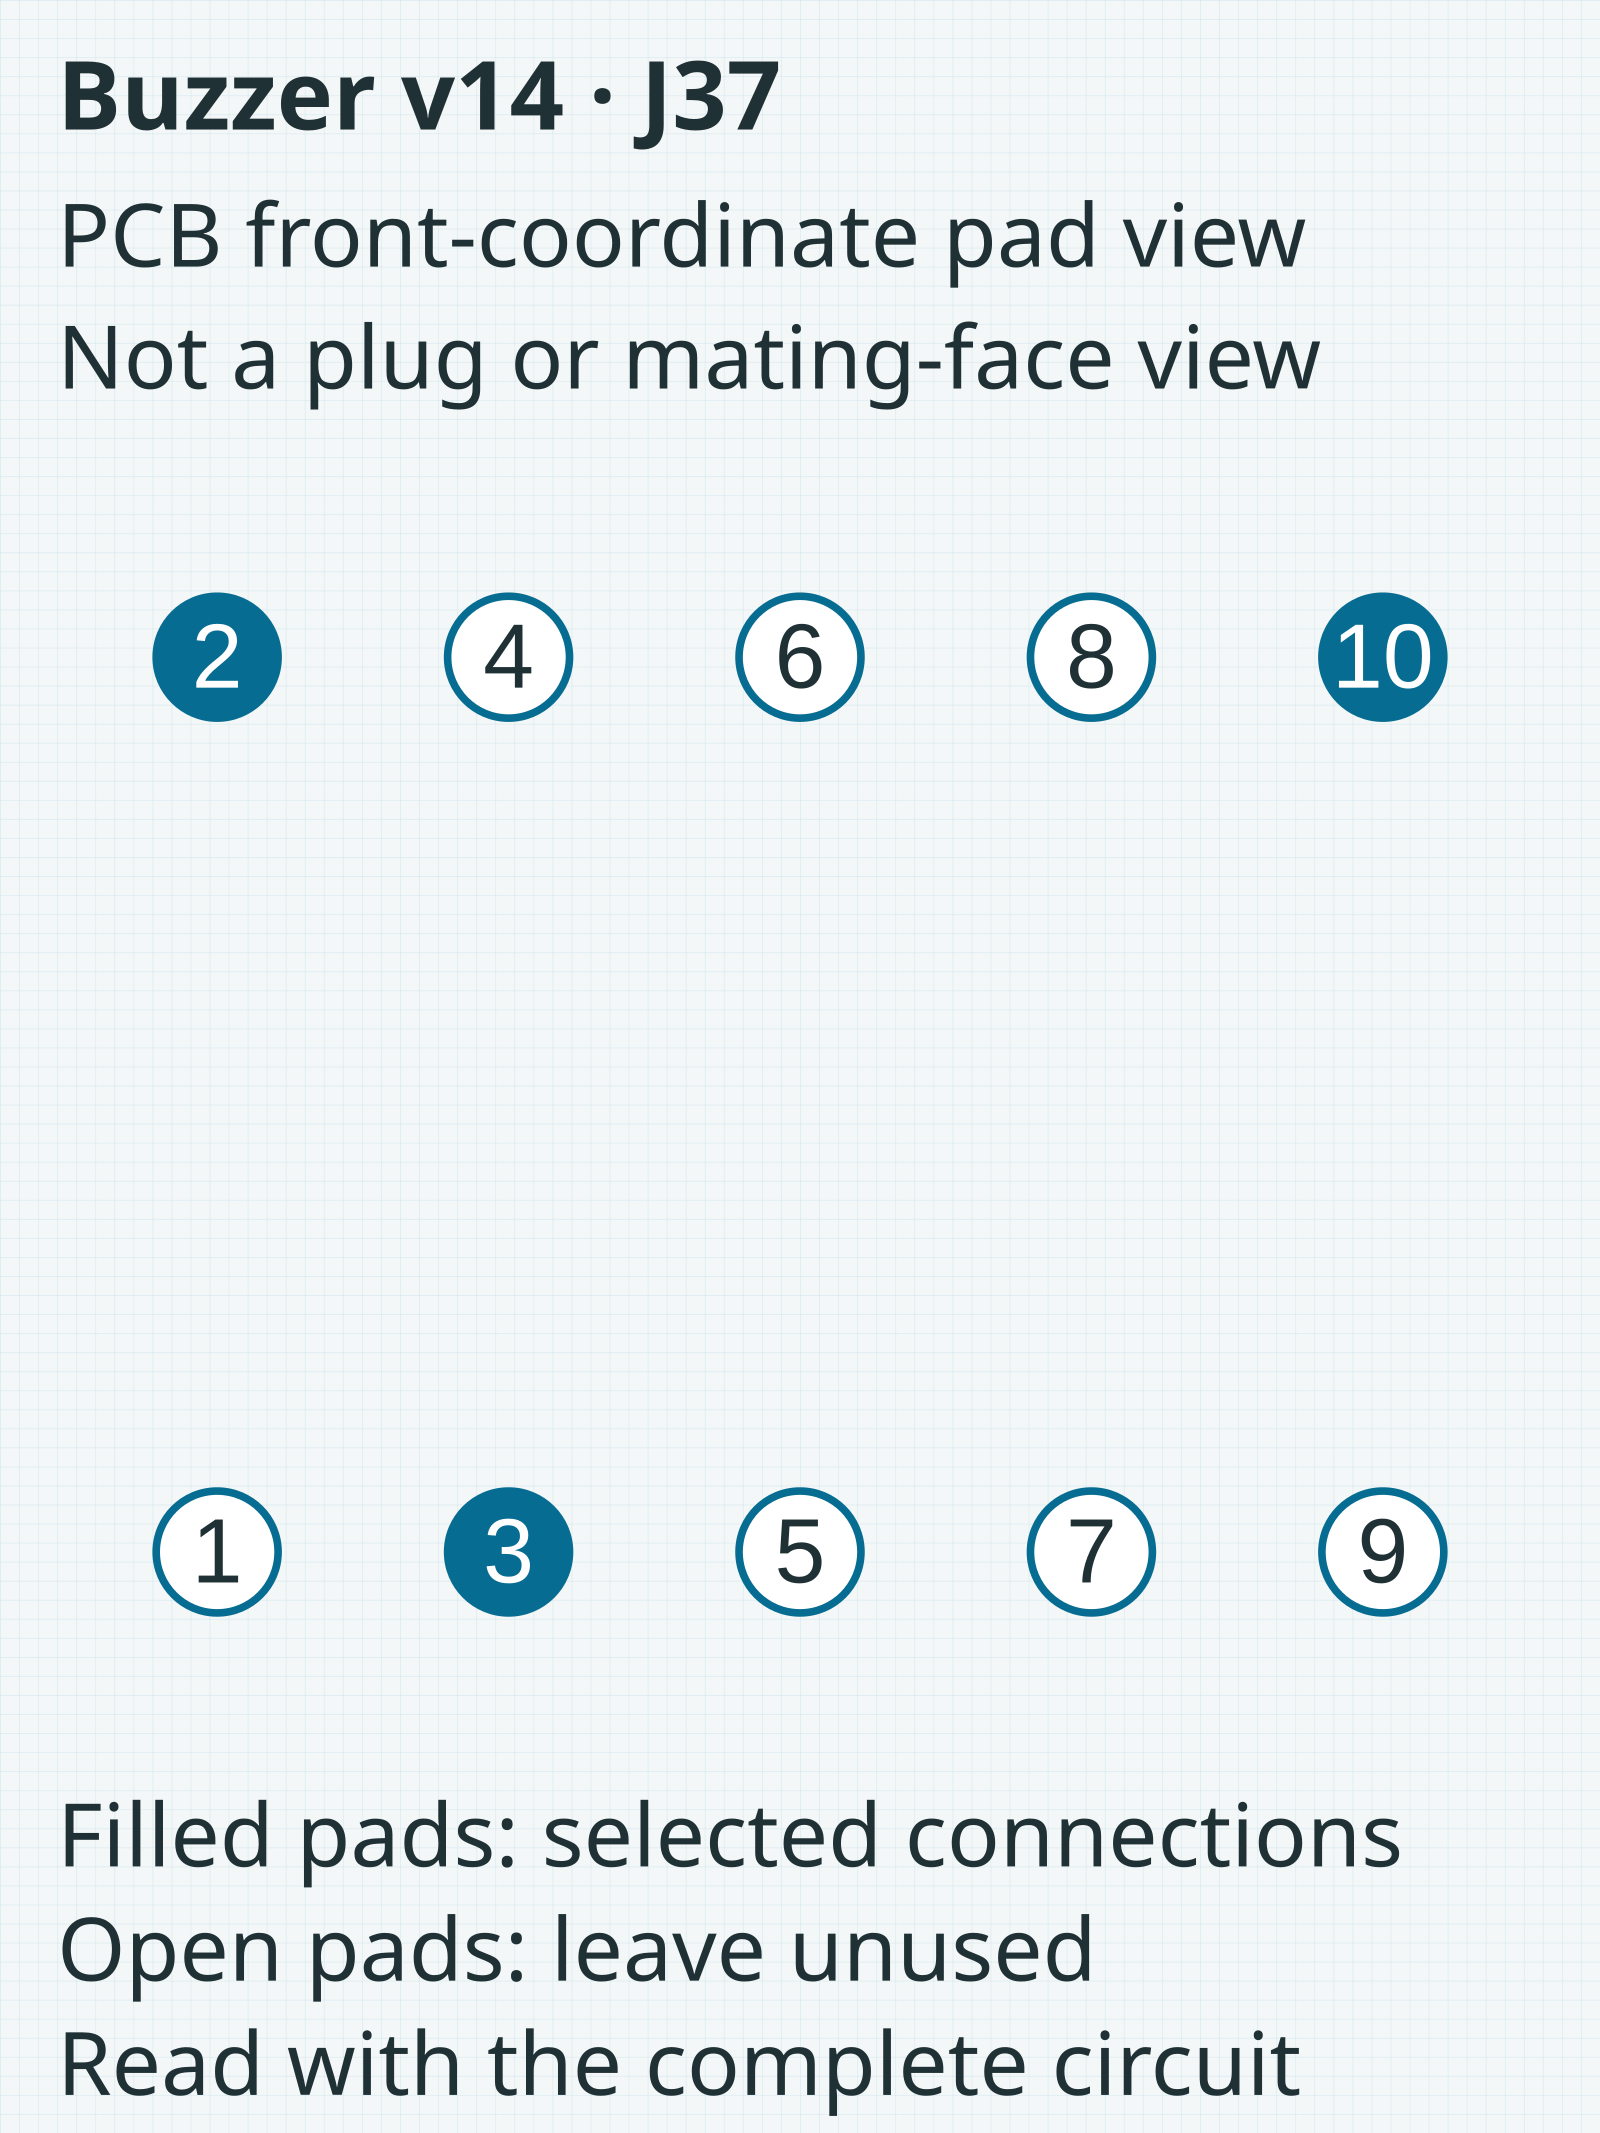 Buzzer v14 · J37
PCB front-coordinate pad view
Not a plug or mating-face view
2 4 6 8 10
1 3 5 7 9
Filled pads: selected connections
Open pads: leave unused
Read with the complete circuit